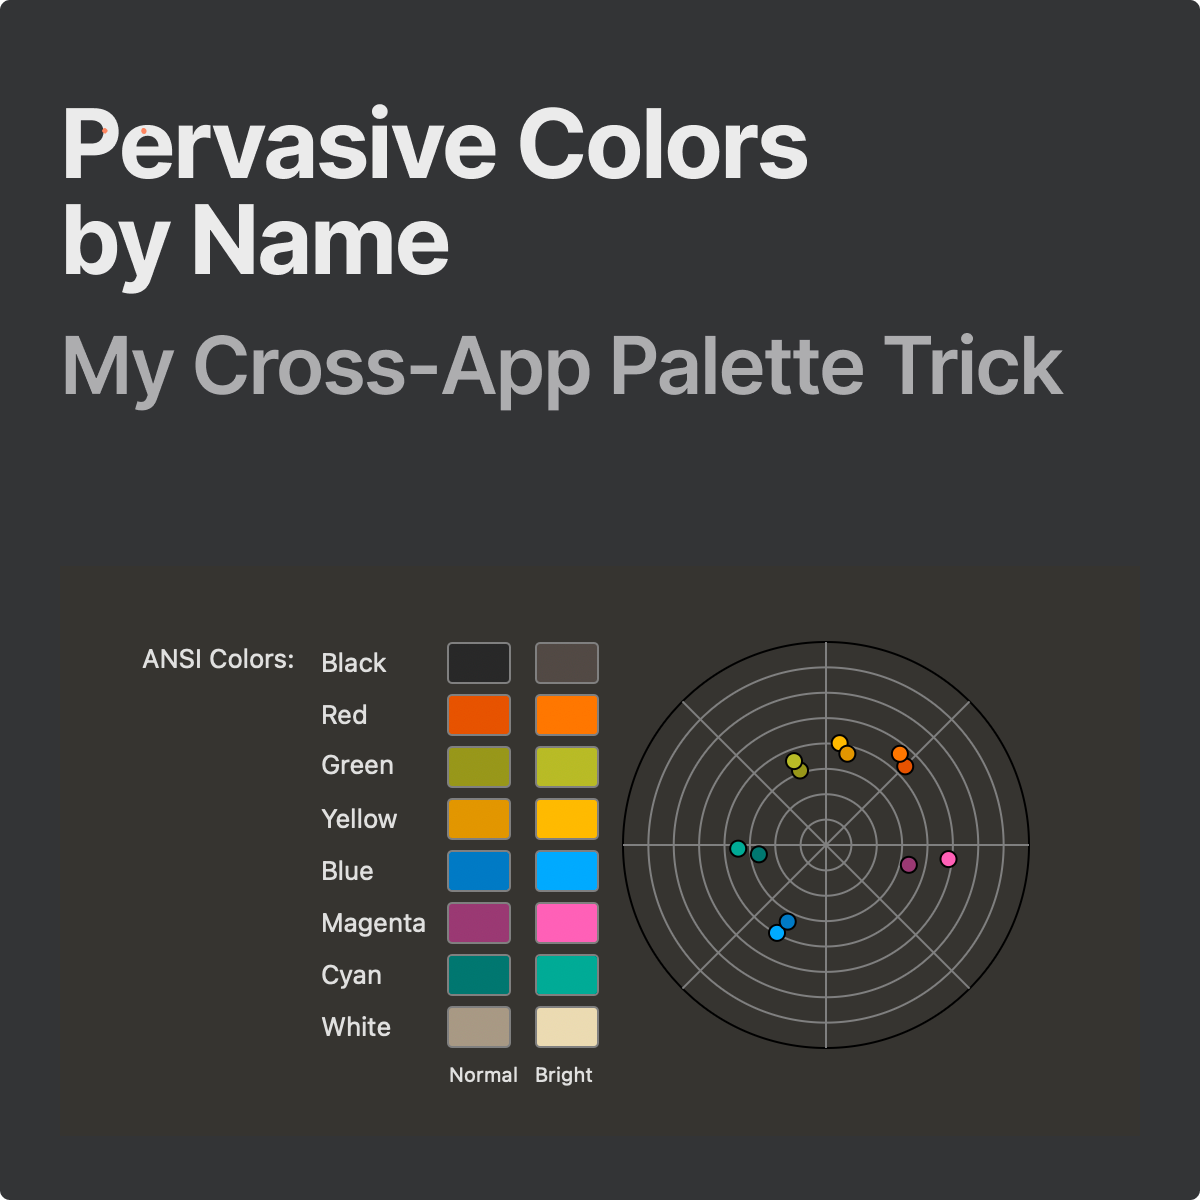 Pervasive Colors
by Name
My Cross-App Palette Trick
ANSI Colors:
Black
Red
Green
Yellow
Blue
Magenta
Cyan
White
Normal Bright